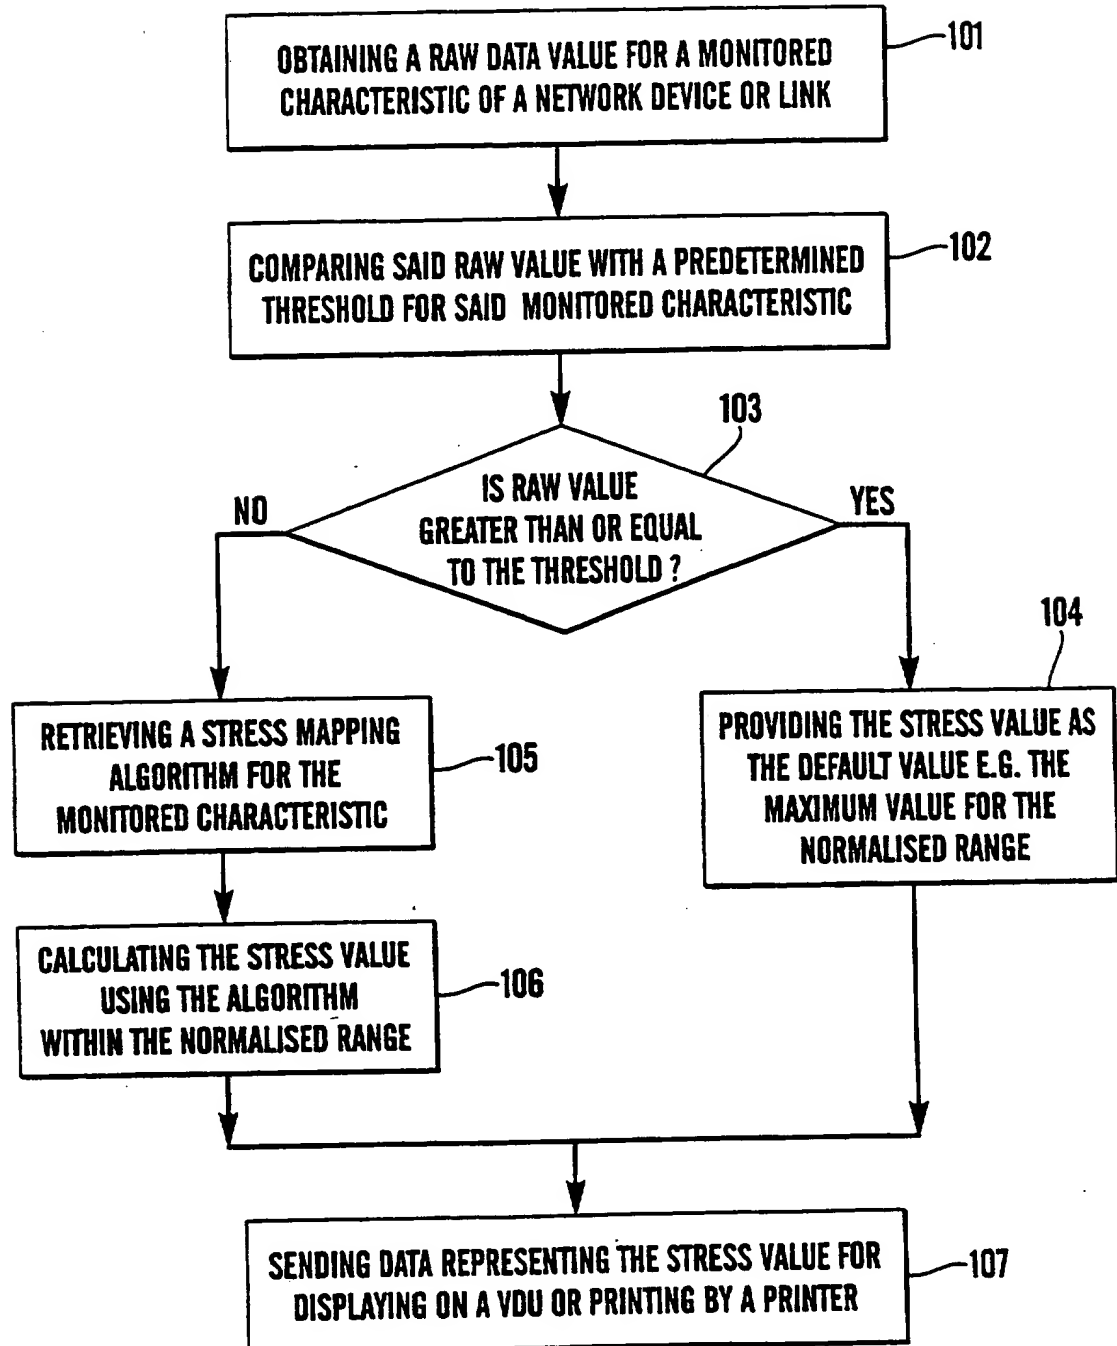 OBTAINING A RAW DATA VALUE FOR A MONITORED
CHARACTERISTIC OF A NETWORK DEVICE OR LINK
101
COMPARING SAID RAW VALUE WITH A PREDETERMINED
THRESHOLD FOR SAID MONITORED CHARACTERISTIC
102
103
IS RAW VALUE
GREATER THAN OR EQUAL
TO THE THRESHOLD ?
NO
YES
104
RETRIEVING A STRESS MAPPING
ALGORITHM FOR THE
MONITORED CHARACTERISTIC
105
PROVIDING THE STRESS VALUE AS
THE DEFAULT VALUE E.G. THE
MAXIMUM VALUE FOR THE
NORMALISED RANGE
CALCULATING THE STRESS VALUE
USING THE ALGORITHM
WITHIN THE NORMALISED RANGE
106
SENDING DATA REPRESENTING THE STRESS VALUE FOR
DISPLAYING ON A VDU OR PRINTING BY A PRINTER
107